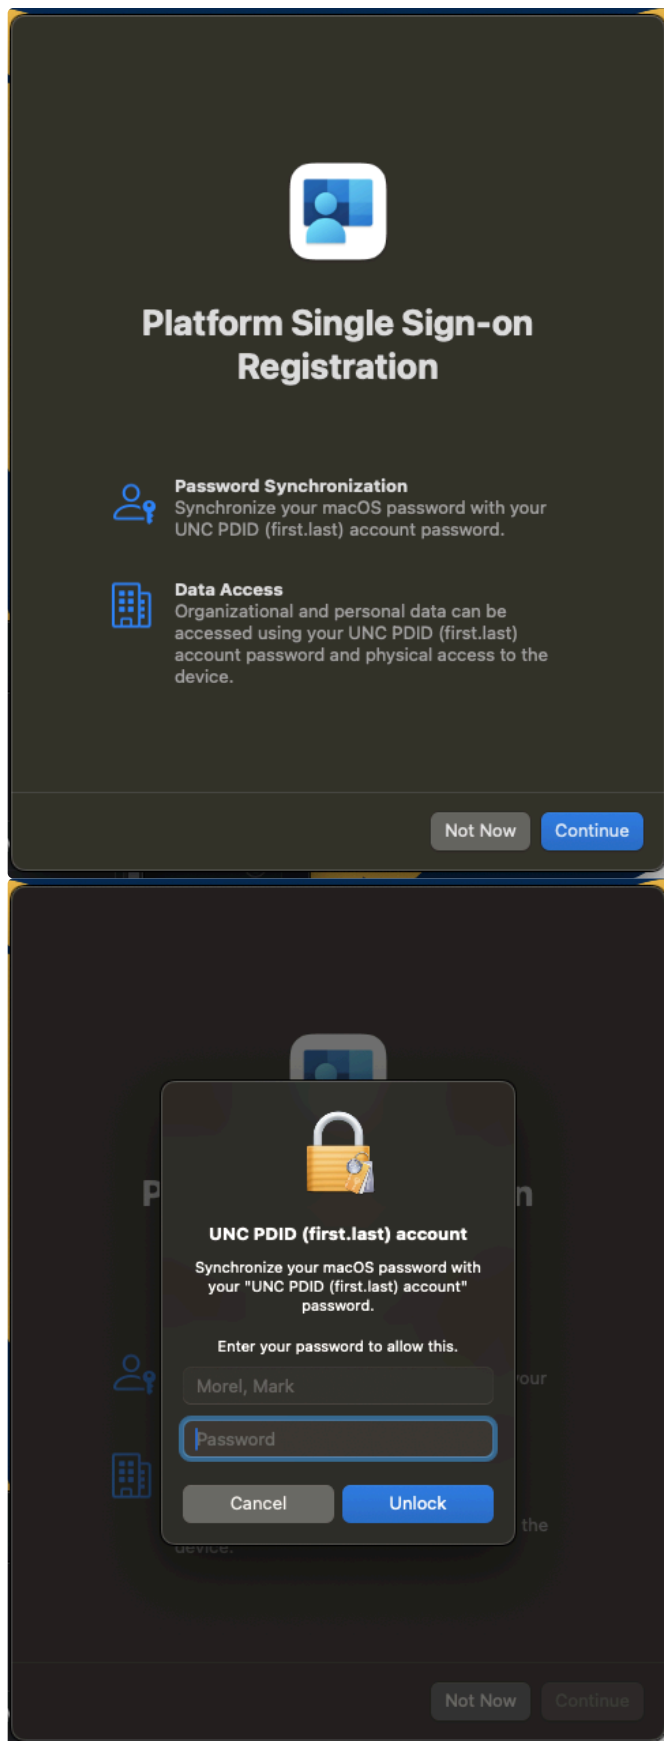 Platform Single Sign-on
Registration
Password Synchronization
Synchronize your macOS password with your
UNC PDID (first.last) account password.
Data Access
Organizational and personal data can be
accessed using your UNC PDID (first.last)
account password and physical access to the
device.
Not Now
Continue
P
n
UNC PDID (first.last) account
Synchronize your macOS password with
your "UNC PDID (first.last) account"
password.
Enter your password to allow this.
your
Morel, Mark
Password
Cancel
Unlock
the
device.
Not Now
Continue